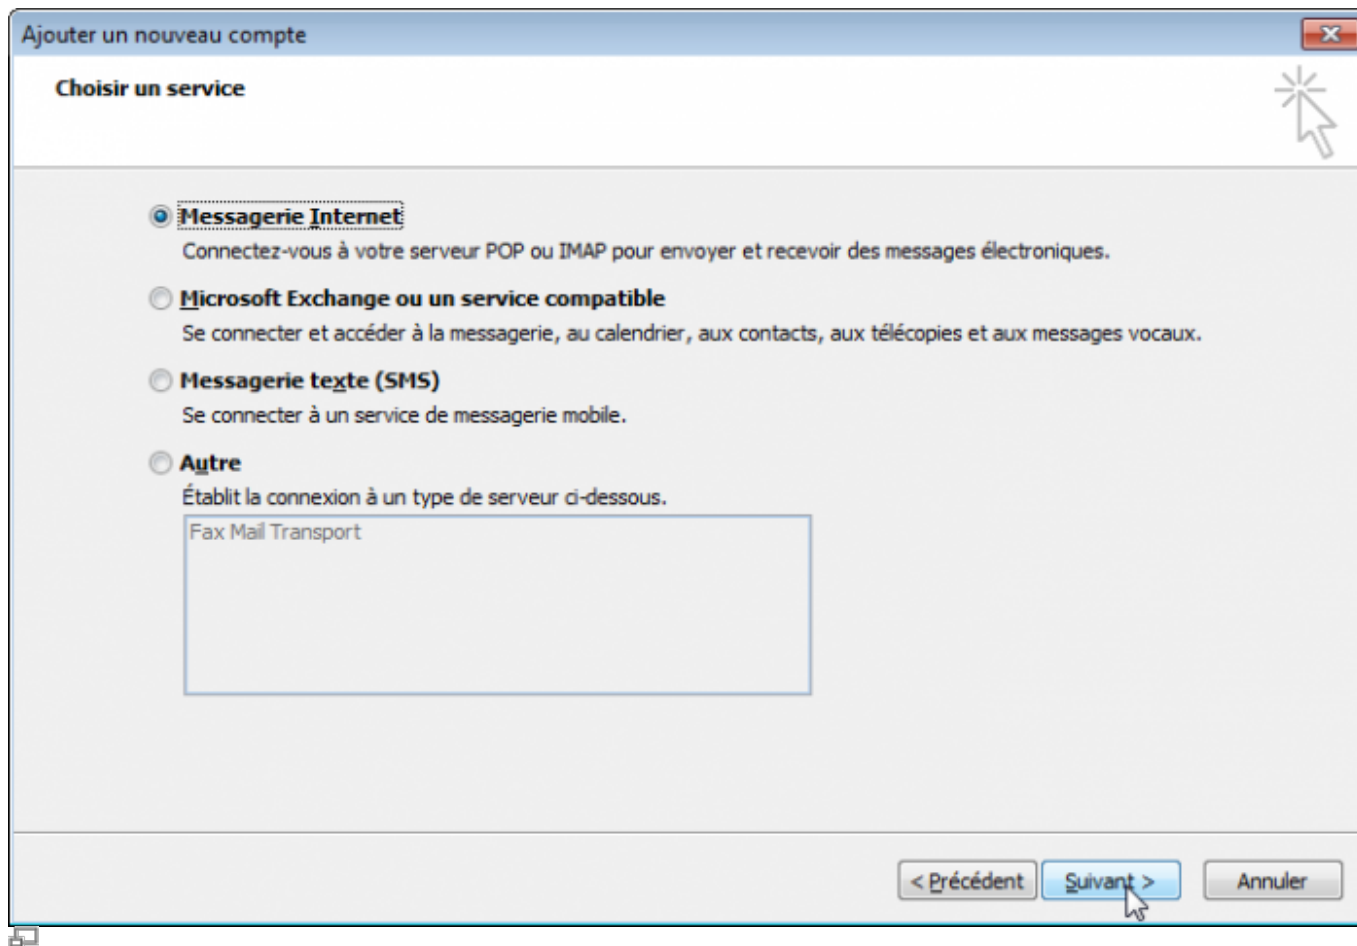 Ajouter un nouveau compte
Choisir un service
Messagerie Internet
Connectez-vous à votre serveur POP ou IMAP pour envoyer et recevoir des messages électroniques.
Microsoft Exchange ou un service compatible
Se connecter et accéder à la messagerie, au calendrier, aux contacts, aux télécopies et aux messages vocaux.
Messagerie texte (SMS)
Se connecter à un service de messagerie mobile.
Autre
Établit la connexion à un type de serveur ci-dessous.
Fax Mail Transport
< Précédent Suivant > Annuler